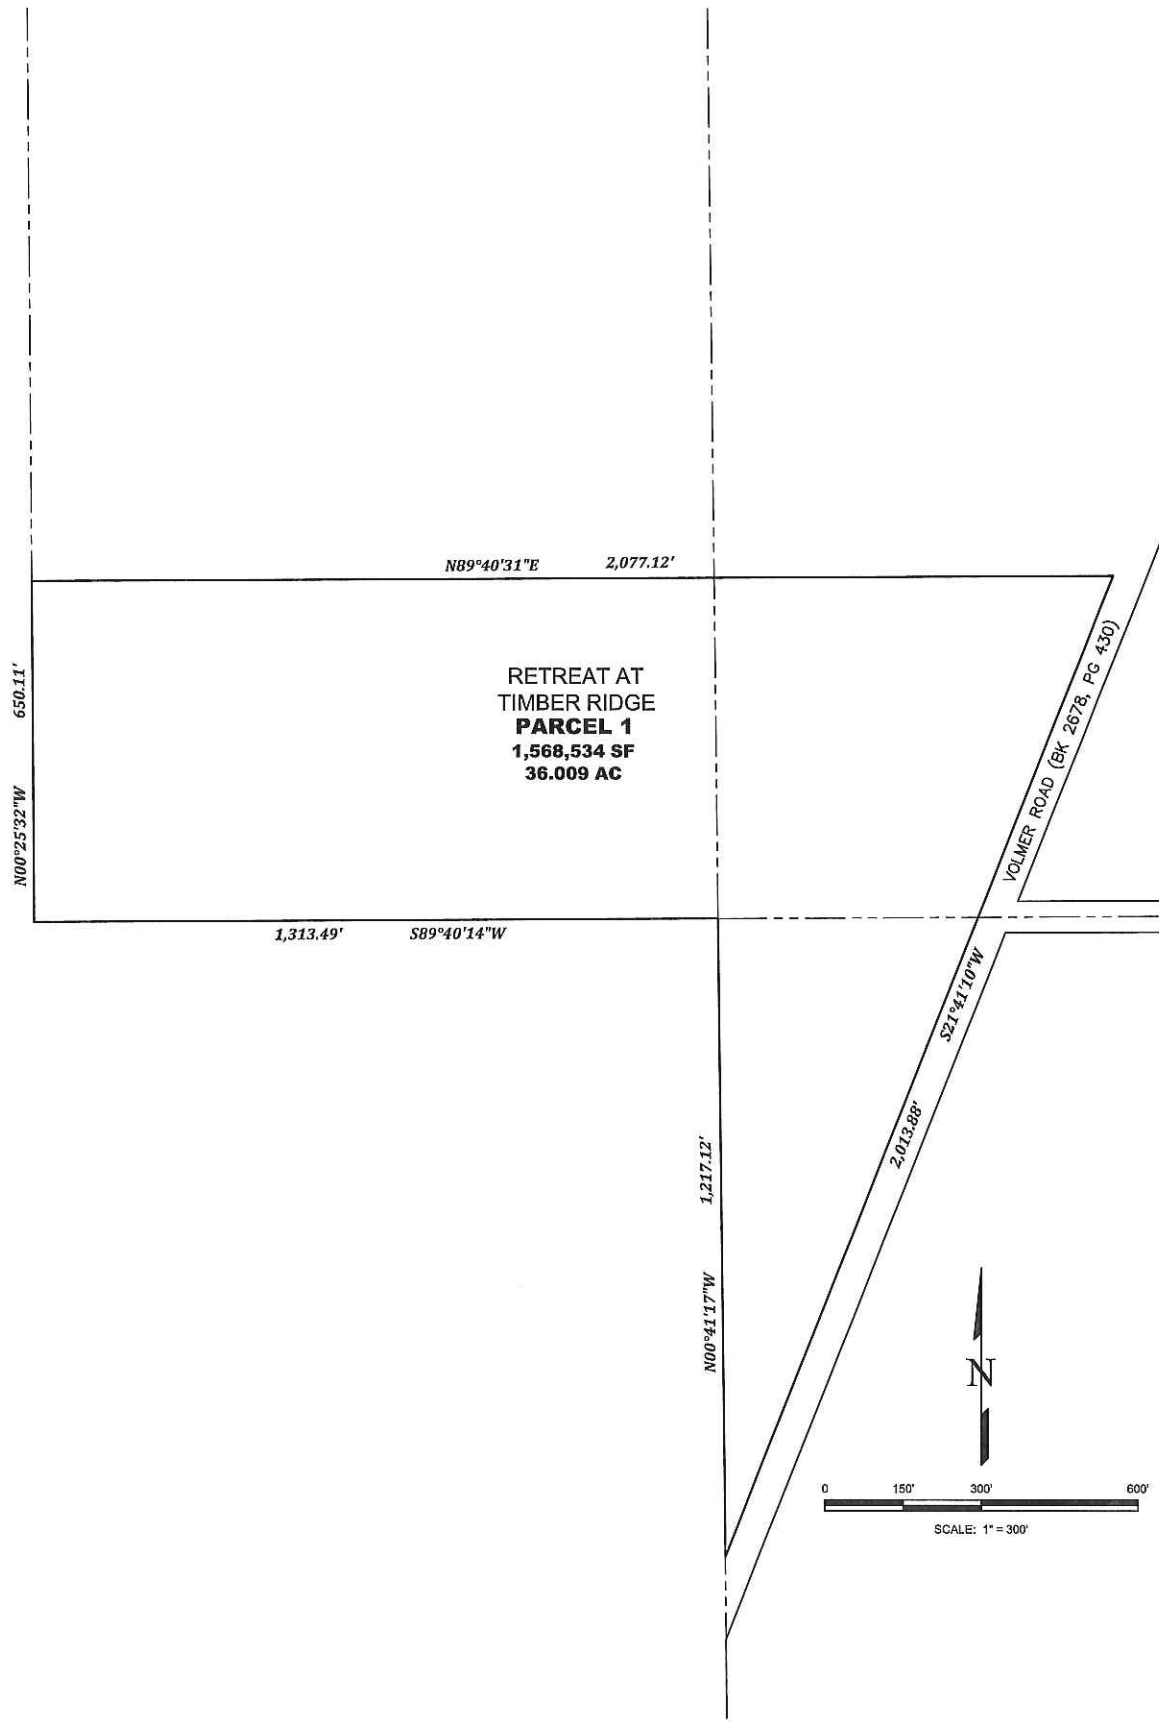 N89°40'31"E 2,077.12'
650.11'
N00°25'32"W
RETREAT AT
TIMBER RIDGE
PARCEL 1
1,568,534 SF
36.009 AC
VOLMER ROAD (BK 2678, PG 430)
1,313.49' S89°40'14"W
S21°41'10"W
2,013.88'
1,217.12'
N00°41'17"W
N
0 150' 300' 600'
SCALE: 1" = 300'